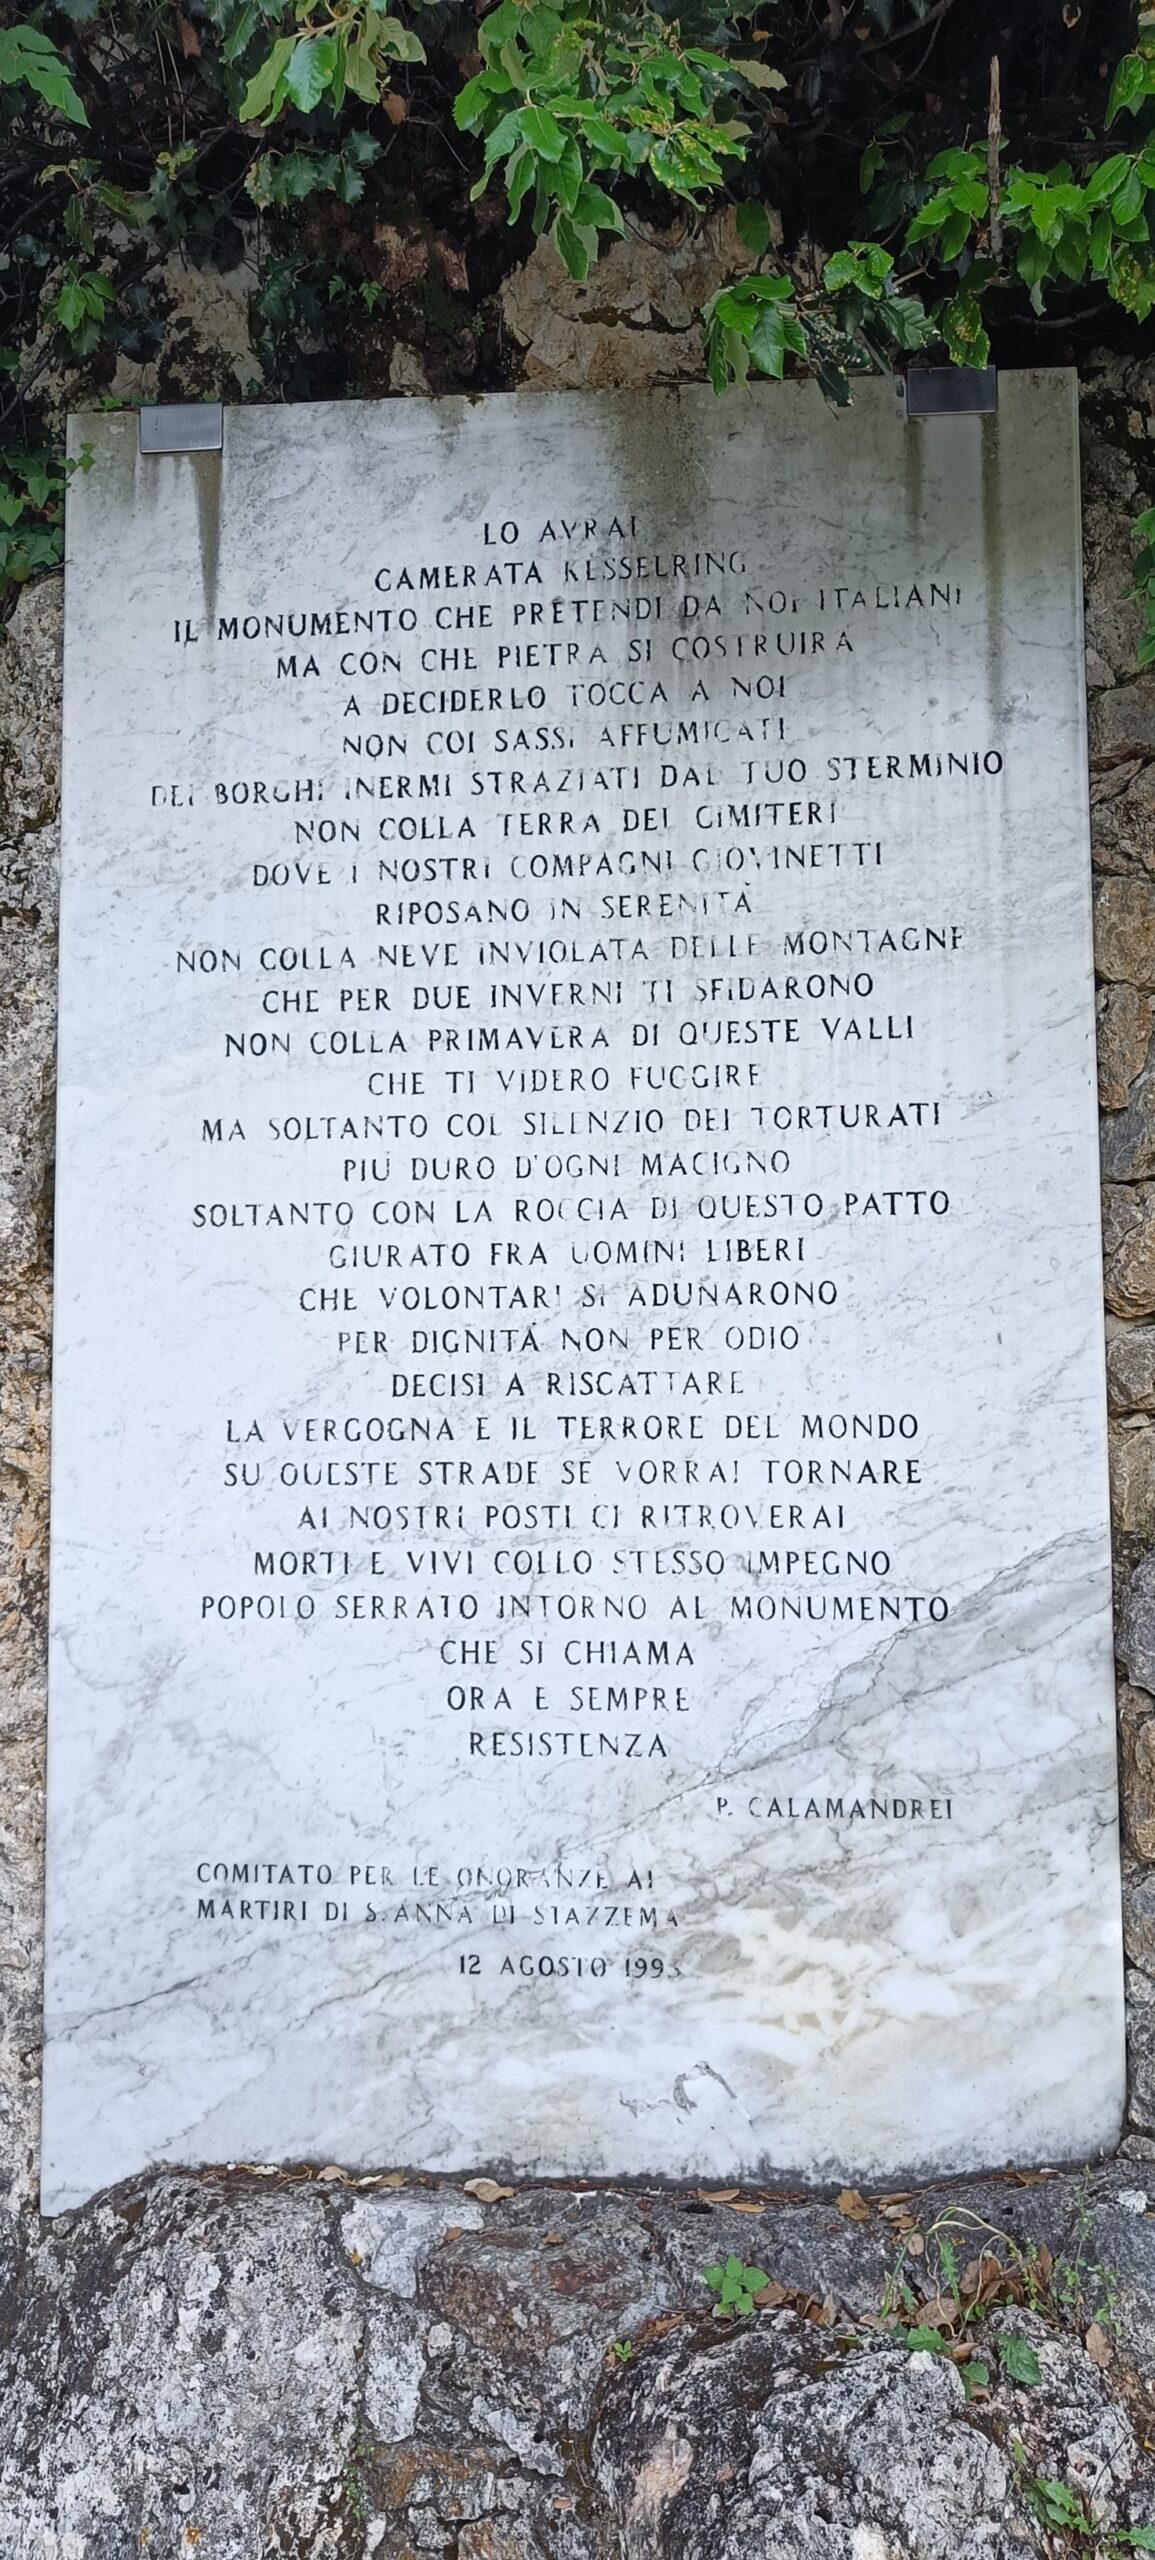 LO AVRAI
CAMERATA KESSELRING
IL MONUMENTO CHE PRETENDI DA NOI ITALIANI
MA CON CHE PIETRA SI COSTRUIRÀ
A DECIDERLO TOCCA A NOI
NON COI SASSI AFFUMICATI
DEI BORGHI INERMI STRAZIATI DAL TUO STERMINIO
NON COLLA TERRA DEI CIMITERI
DOVE I NOSTRI COMPAGNI GIOVINETTI
RIPOSANO IN SERENITÀ
NON COLLA NEVE INVIOLATA DELLE MONTAGNE
CHE PER DUE INVERNI TI SFIDARONO
NON COLLA PRIMAVERA DI QUESTE VALLI
CHE TI VIDERO FUGGIRE
MA SOLTANTO COL SILENZIO DEI TORTURATI
PIÙ DURO D'OGNI MACIGNO
SOLTANTO CON LA ROCCIA DI QUESTO PATTO
GIURATO FRA UOMINI LIBERI
CHE VOLONTARI SI ADUNARONO
PER DIGNITÀ NON PER ODIO
DECISI A RISCATTARE
LA VERGOGNA E IL TERRORE DEL MONDO
SU QUESTE STRADE SE VORRAI TORNARE
AI NOSTRI POSTI CI RITROVERAI
MORTI E VIVI COLLO STESSO IMPEGNO
POPOLO SERRATO INTORNO AL MONUMENTO
CHE SI CHIAMA
ORA E SEMPRE
RESISTENZA
P. CALAMANDREI
COMITATO PER LE ONORANZE AI
MARTIRI DI S. ANNA DI STAZZEMA
12 AGOSTO 1993